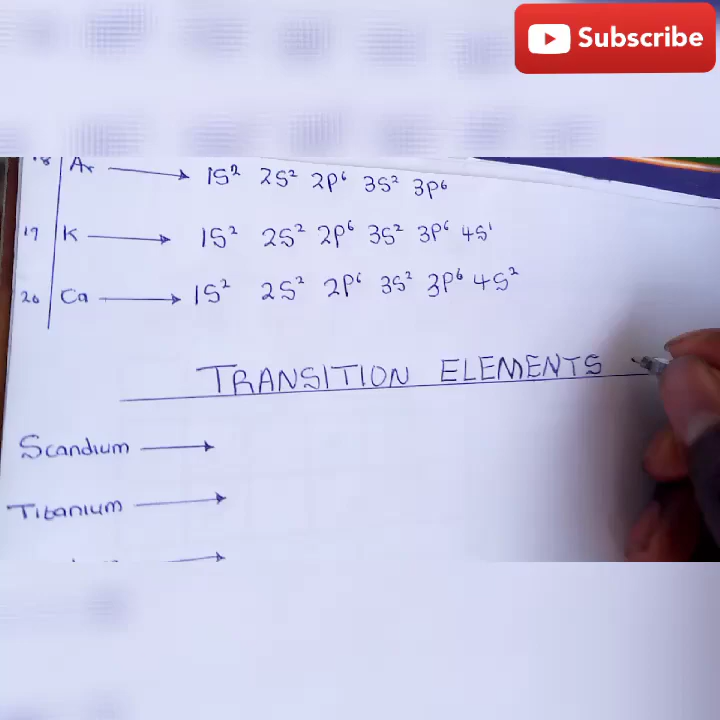 Subscribe
18 Ar → 1S² 2S² 2P⁶ 3S² 3P⁶
19 K → 1S² 2S² 2P⁶ 3S² 3P⁶ 4S¹
20 Ca → 1S² 2S² 2P⁶ 3S² 3P⁶ 4S²
TRANSITION ELEMENTS
Scandium →
Titanium →